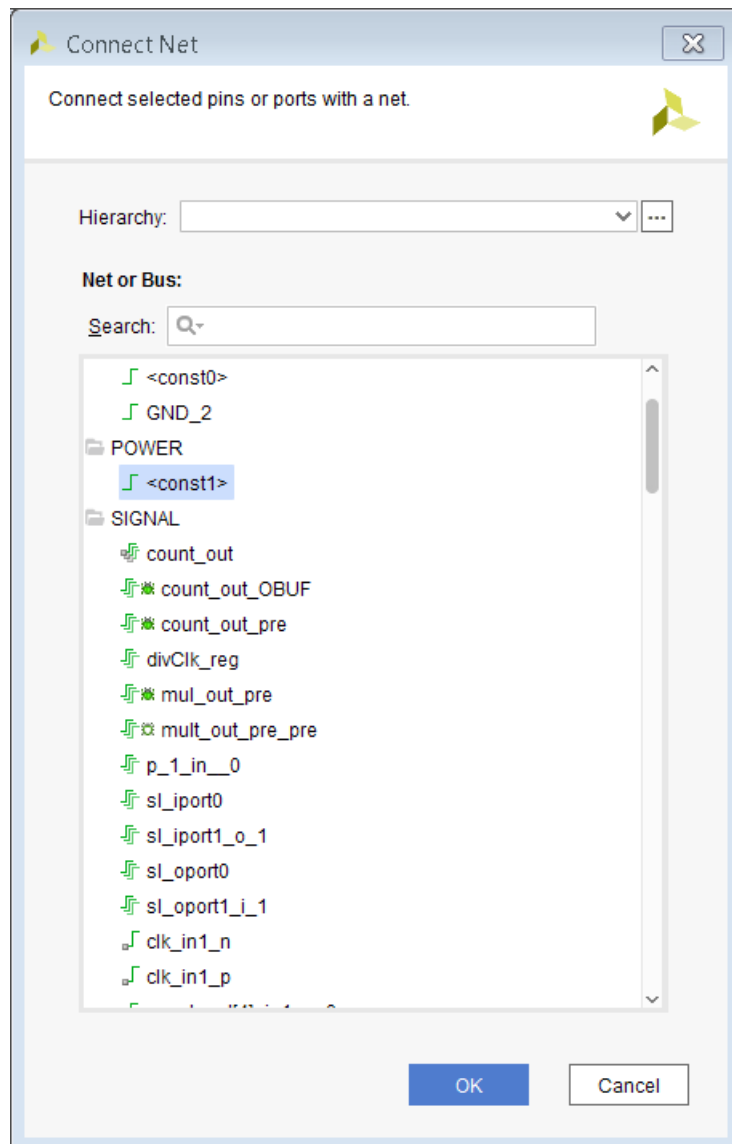 Connect Net
Connect selected pins or ports with a net.
Hierarchy:
Net or Bus:
Search:
<const0>
GND_2
POWER
<const1>
SIGNAL
count_out
count_out_OBUF
count_out_pre
divClk_reg
mul_out_pre
mult_out_pre_pre
p_1_in__0
sl_iport0
sl_iport1_o_1
sl_oport0
sl_oport1_i_1
clk_in1_n
clk_in1_p
OK Cancel